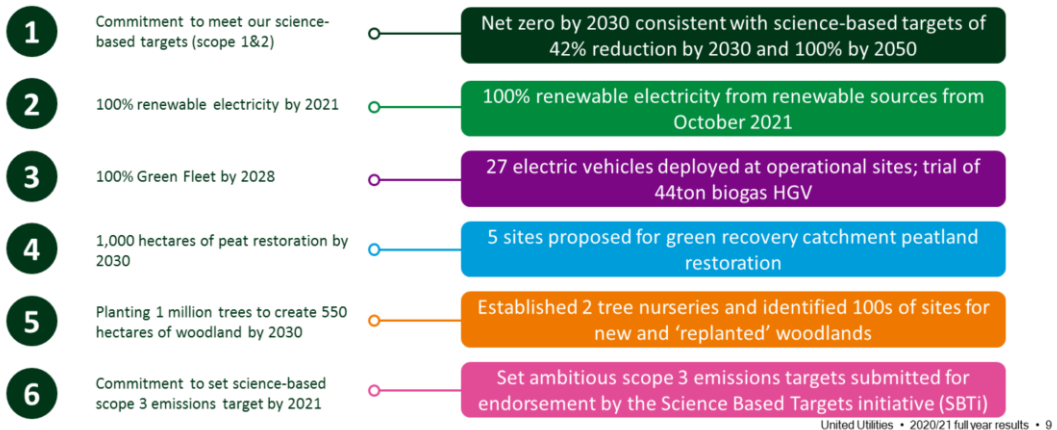 1
Commitment to meet our science-
based targets (scope 1&2)
Net zero by 2030 consistent with science-based targets of
42% reduction by 2030 and 100% by 2050
2
100% renewable electricity by 2021
100% renewable electricity from renewable sources from
October 2021
3
100% Green Fleet by 2028
27 electric vehicles deployed at operational sites; trial of
44ton biogas HGV
4
1,000 hectares of peat restoration by
2030
5 sites proposed for green recovery catchment peatland
restoration
5
Planting 1 million trees to create 550
hectares of woodland by 2030
Established 2 tree nurseries and identified 100s of sites for
new and ‘replanted’ woodlands
6
Commitment to set science-based
scope 3 emissions target by 2021
Set ambitious scope 3 emissions targets submitted for
endorsement by the Science Based Targets initiative (SBTi)
United Utilities • 2020/21 full year results • 9